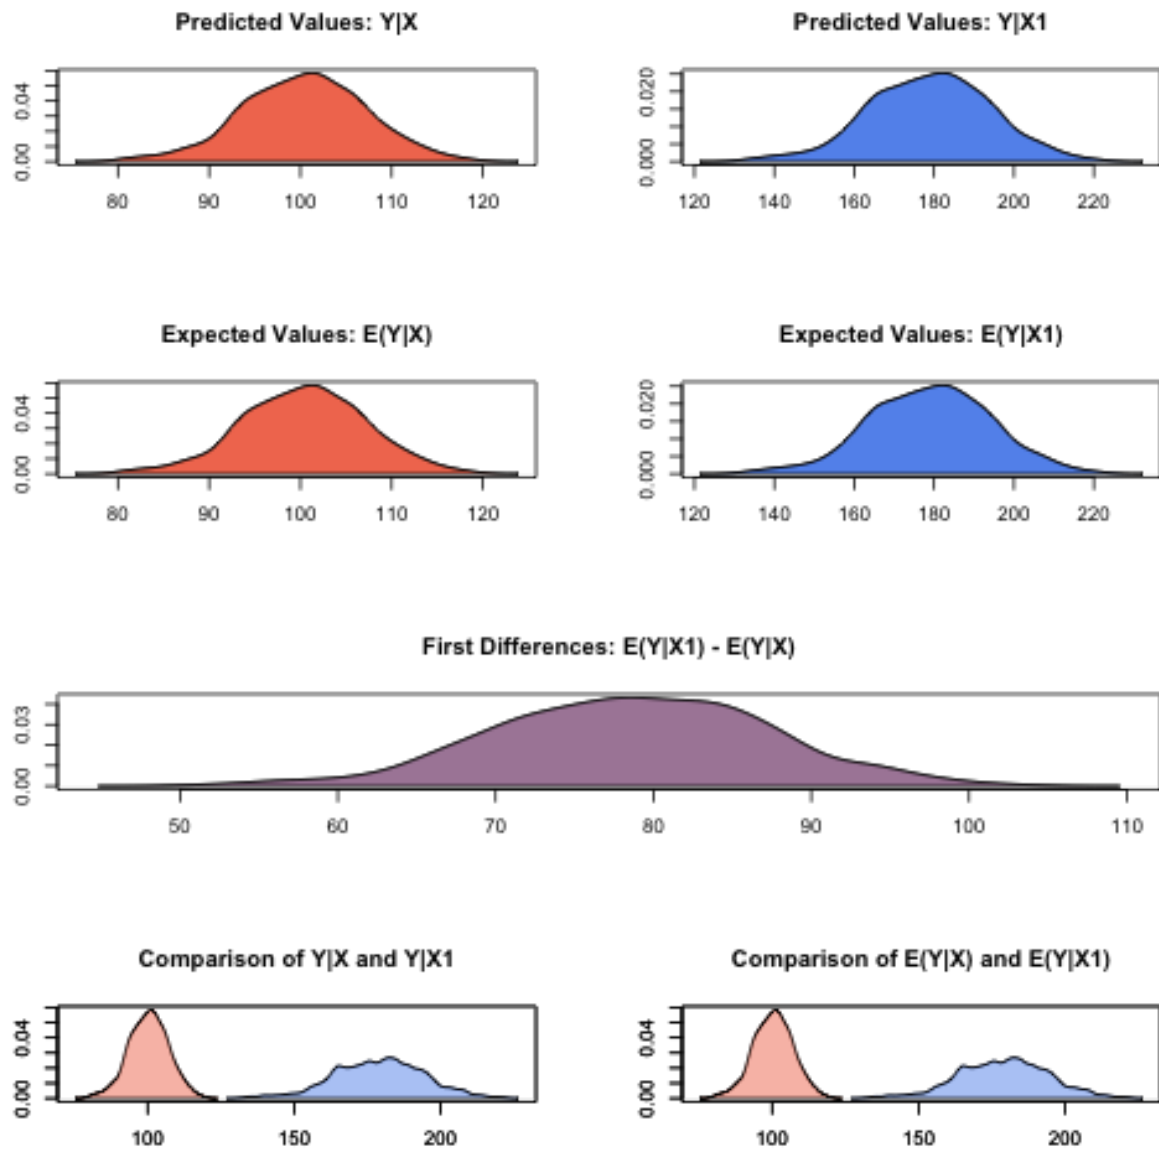 Predicted Values: Y|X
0.00 0.04
80 90 100 110 120
Predicted Values: Y|X1
0.000 0.020
120 140 160 180 200 220
Expected Values: E(Y|X)
0.00 0.04
80 90 100 110 120
Expected Values: E(Y|X1)
0.000 0.020
120 140 160 180 200 220
First Differences: E(Y|X1) - E(Y|X)
0.00 0.03
50 60 70 80 90 100 110
Comparison of Y|X and Y|X1
0.00 0.04
100 150 200
Comparison of E(Y|X) and E(Y|X1)
0.00 0.04
100 150 200